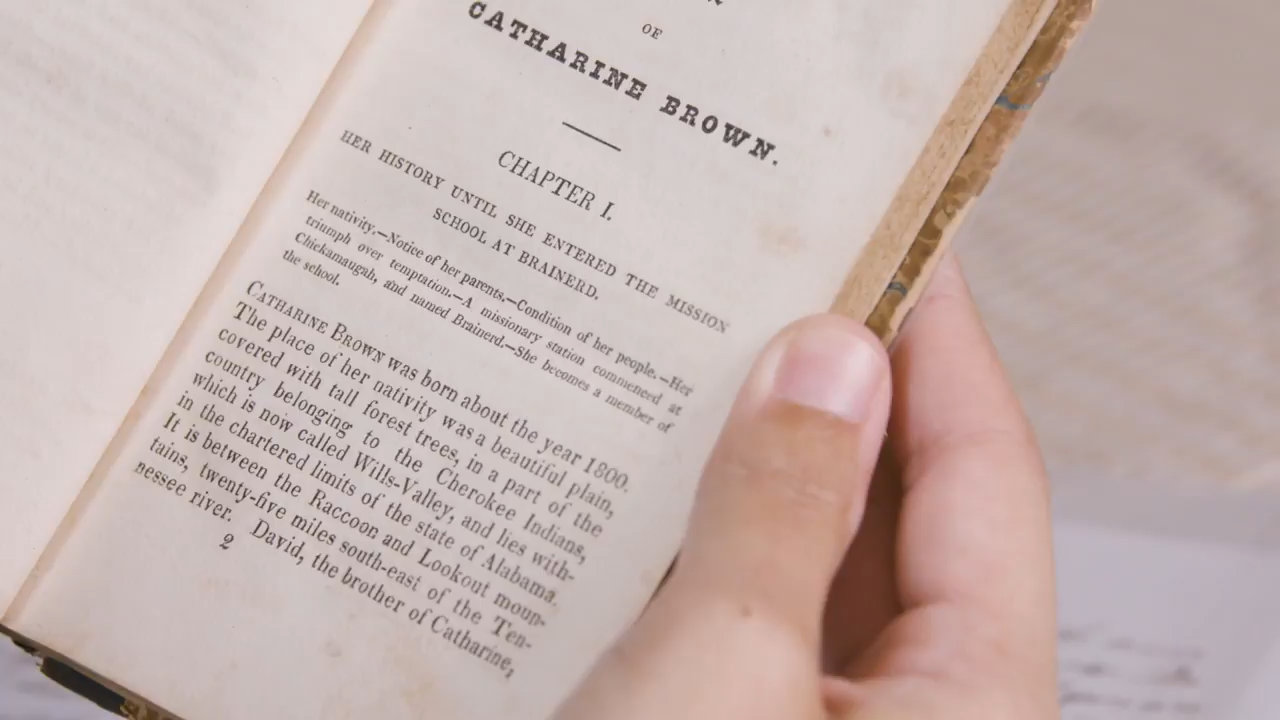 OF
CATHARINE BROWN.
CHAPTER I.
HER HISTORY UNTIL SHE ENTERED THE MISSION
SCHOOL AT BRAINERD.
Her nativity.—Notice of her parents.—Condition of her people.—Her
triumph over temptation.—A missionary station commenced at
Chickamaugah, and named Brainerd.—She becomes a member of
the school.
CATHARINE BROWN was born about the year 1800.
The place of her nativity was a beautiful plain,
covered with tall forest trees, in a part of the
country belonging to the Cherokee Indians,
which is now called Wills-Valley, and lies with-
in the chartered limits of the state of Alabama.
It is between the Raccoon and Lookout moun-
tains, twenty-five miles south-east of the Ten-
nessee river. David, the brother of Catharine,
2